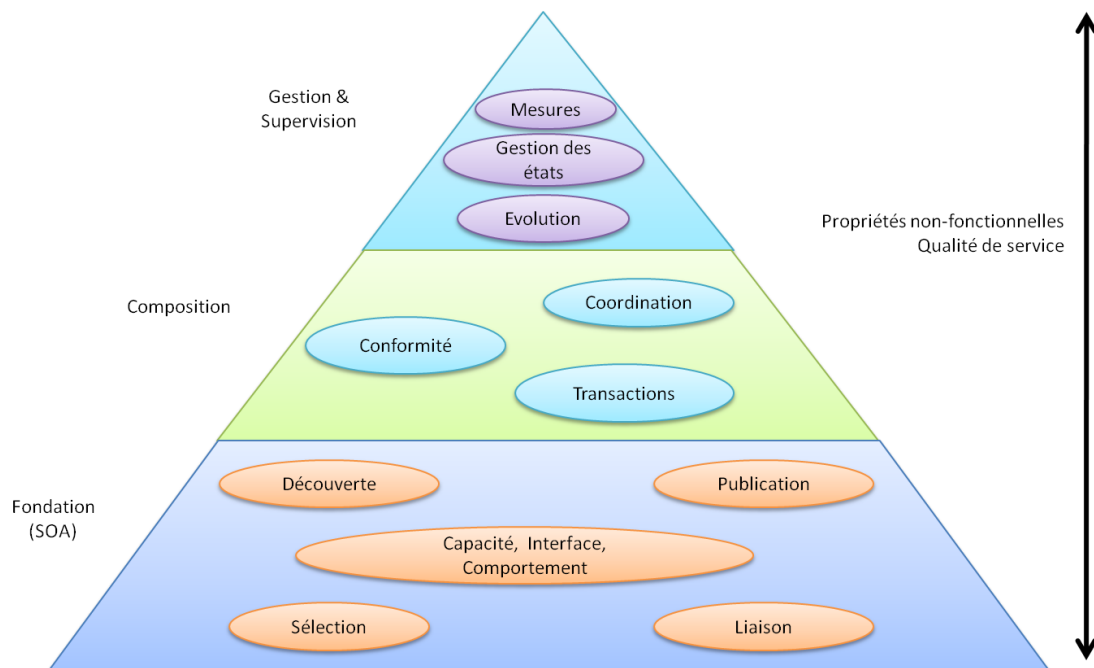 Gestion &
Supervision
Mesures
Gestion des
états
Evolution
Propriétés non-fonctionnelles
Qualité de service
Composition
Coordination
Conformité
Transactions
Fondation
(SOA)
Découverte
Publication
Capacité, Interface,
Comportement
Sélection
Liaison